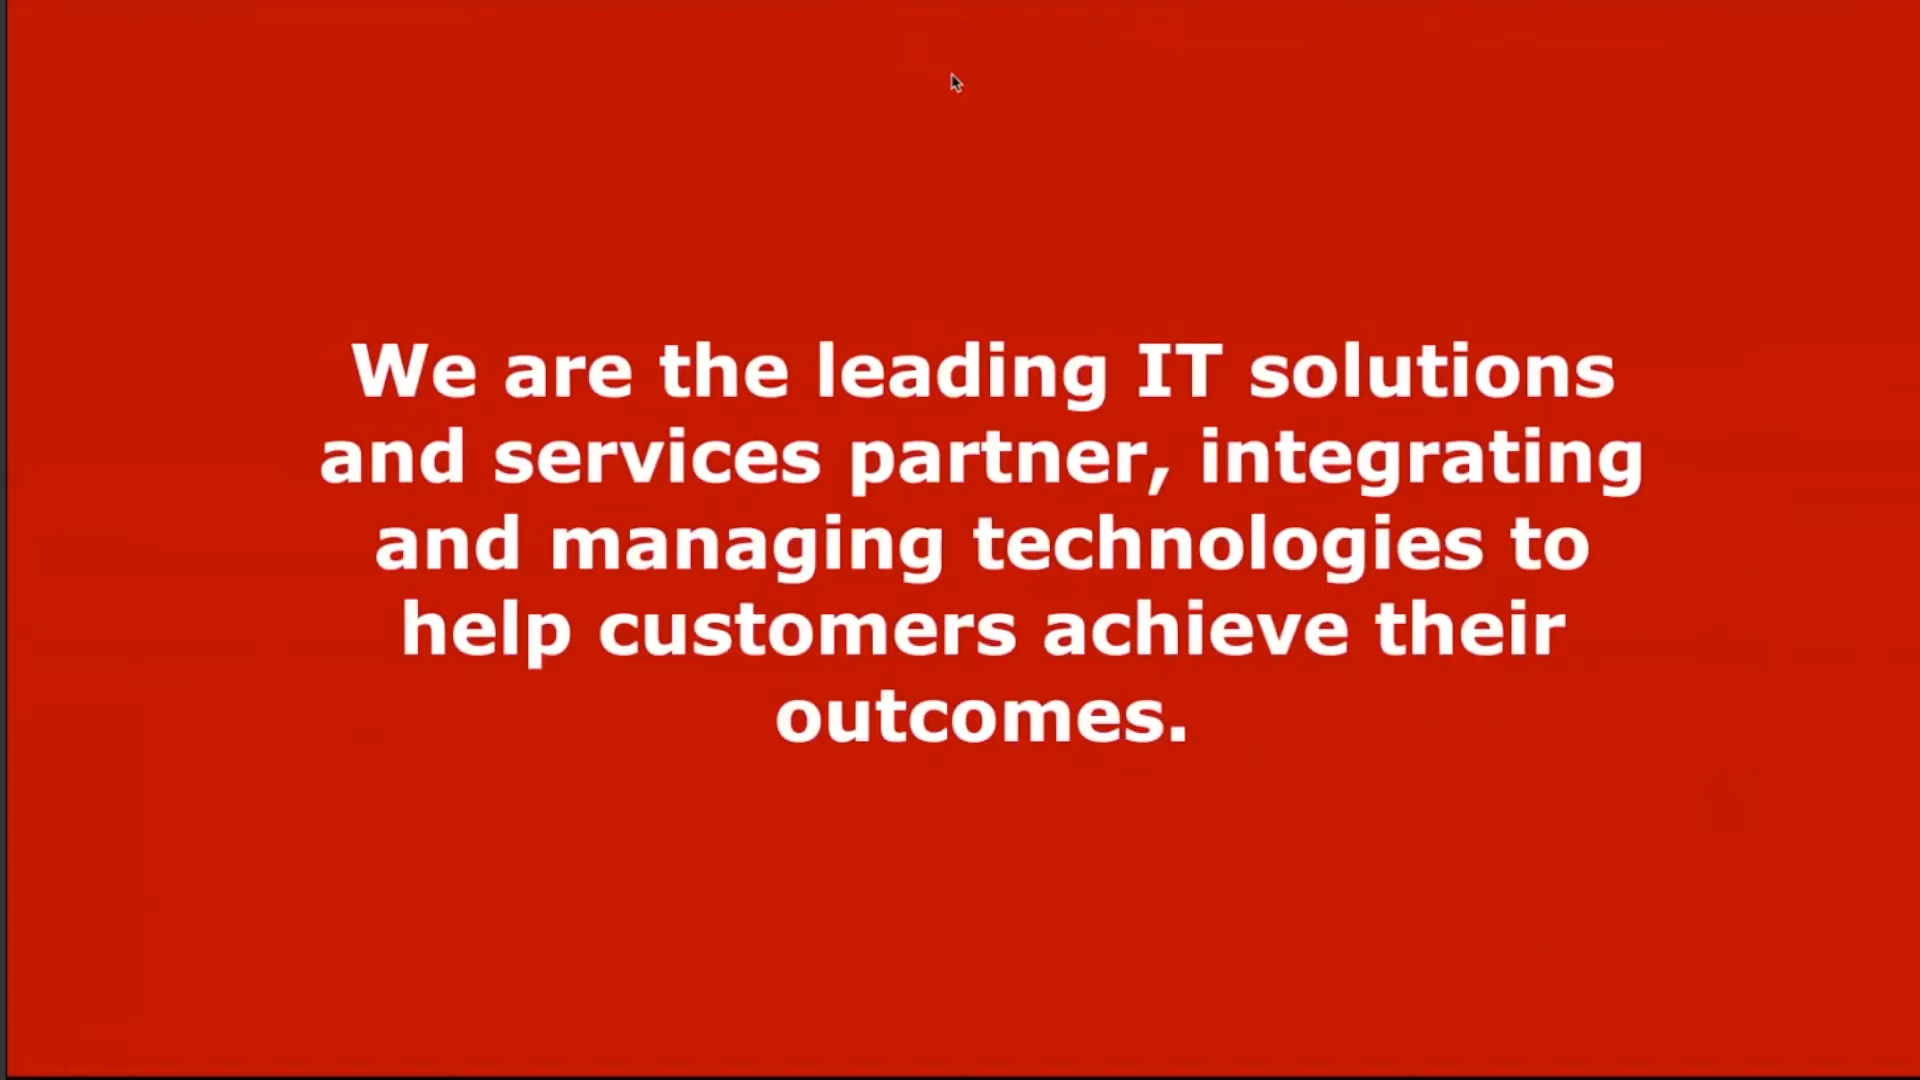 We are the leading IT solutions
and services partner, integrating
and managing technologies to
help customers achieve their
outcomes.